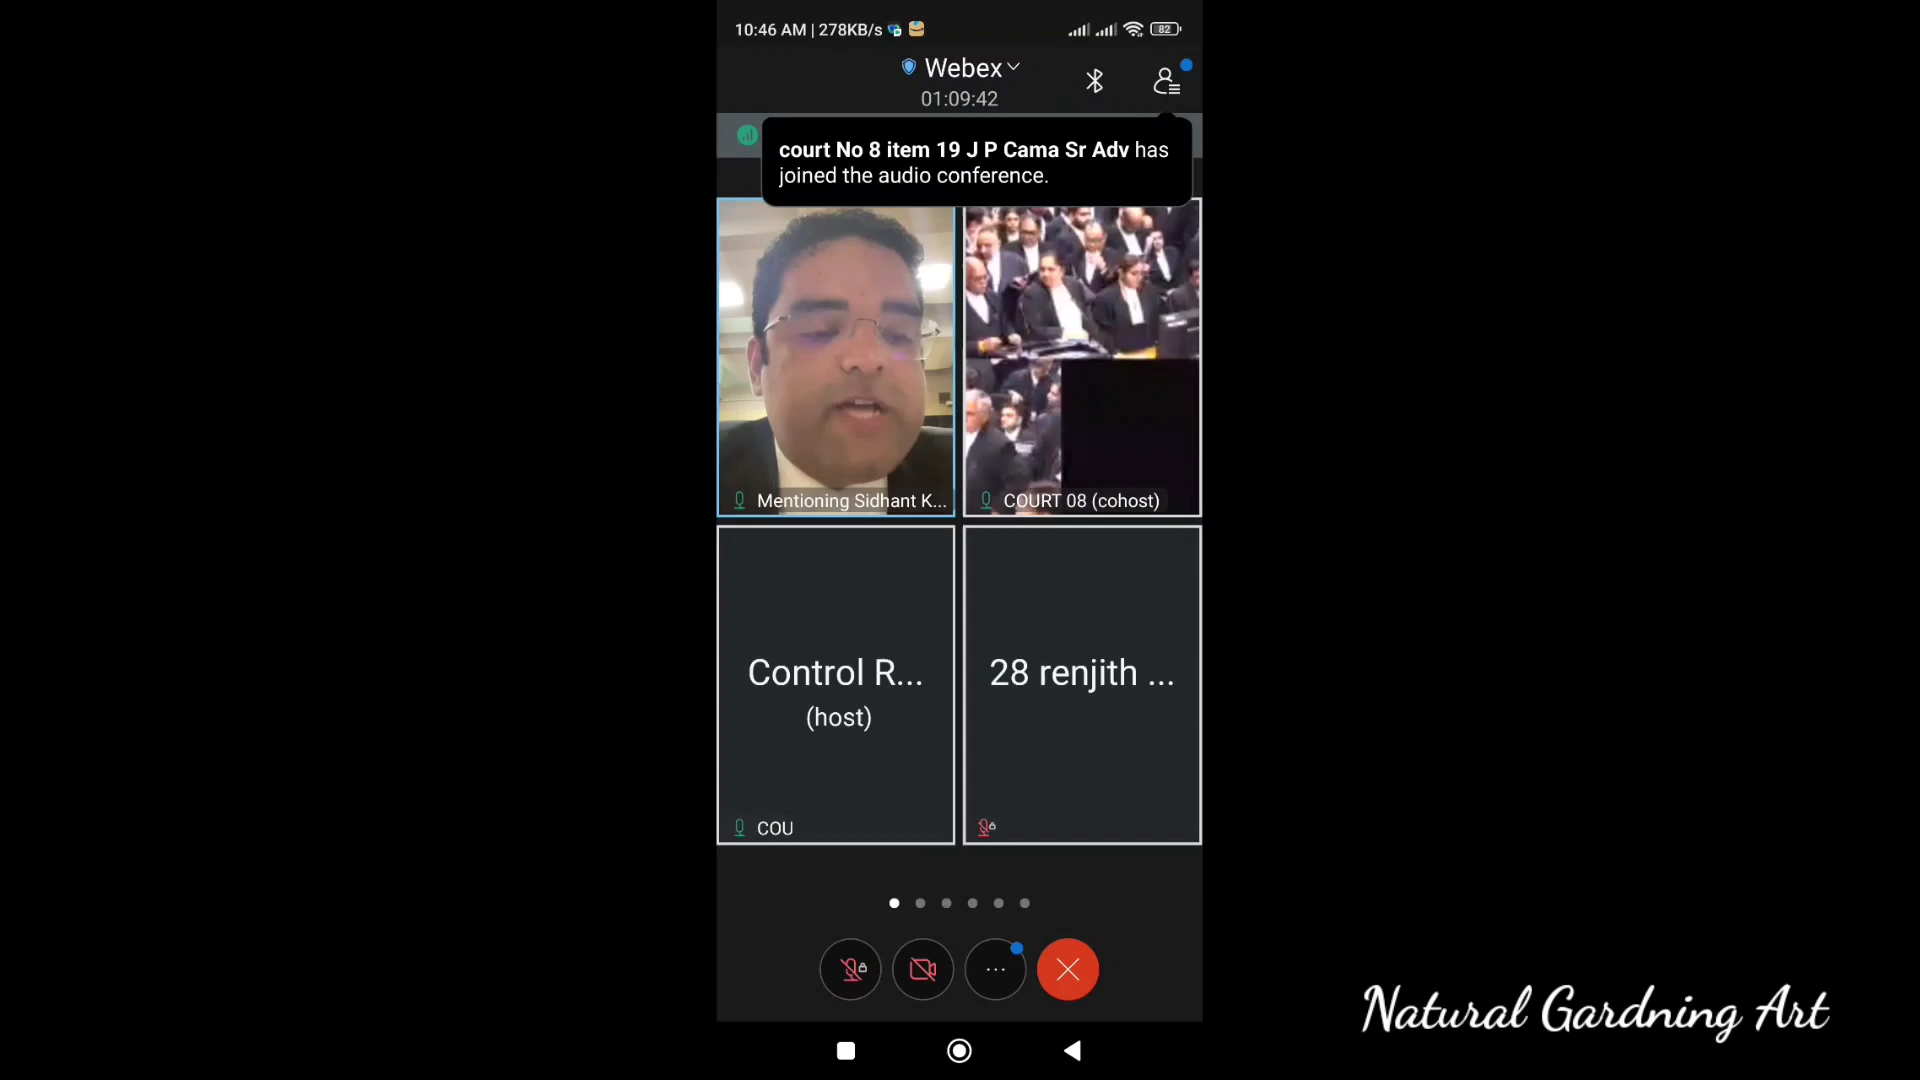 10:46 AM | 278KB/s
82
Webex
01:09:42
court No 8 item 19 J P Cama Sr Adv has
joined the audio conference.
Mentioning Sidhant K...
COURT 08 (cohost)
Control R...
(host)
28 renjith ...
COU
Natural Gardning Art